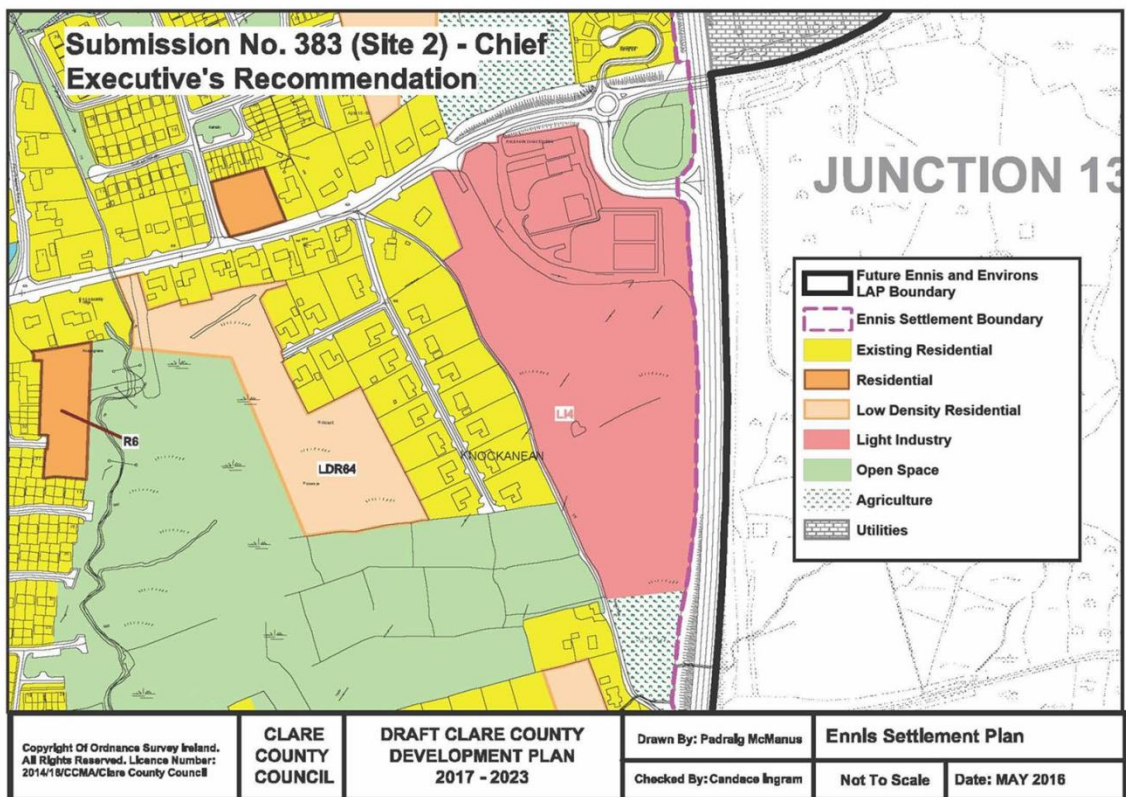 Submission No. 383 (Site 2) - Chief
Executive's Recommendation
JUNCTION 13
Future Ennis and Environs
LAP Boundary
Ennis Settlement Boundary
Existing Residential
Residential
Low Density Residential
Light Industry
Open Space
Agriculture
Utilities
LI4
R6
LDR64
KNOCKANEAN
Copyright Of Ordnance Survey Ireland.
All Rights Reserved. Licence Number:
2014/18/CCMA/Clare County Council
CLARE
COUNTY
COUNCIL
DRAFT CLARE COUNTY
DEVELOPMENT PLAN
2017 - 2023
Drawn By: Padraig McManus
Checked By: Candace Ingram
Ennis Settlement Plan
Not To Scale
Date: MAY 2016